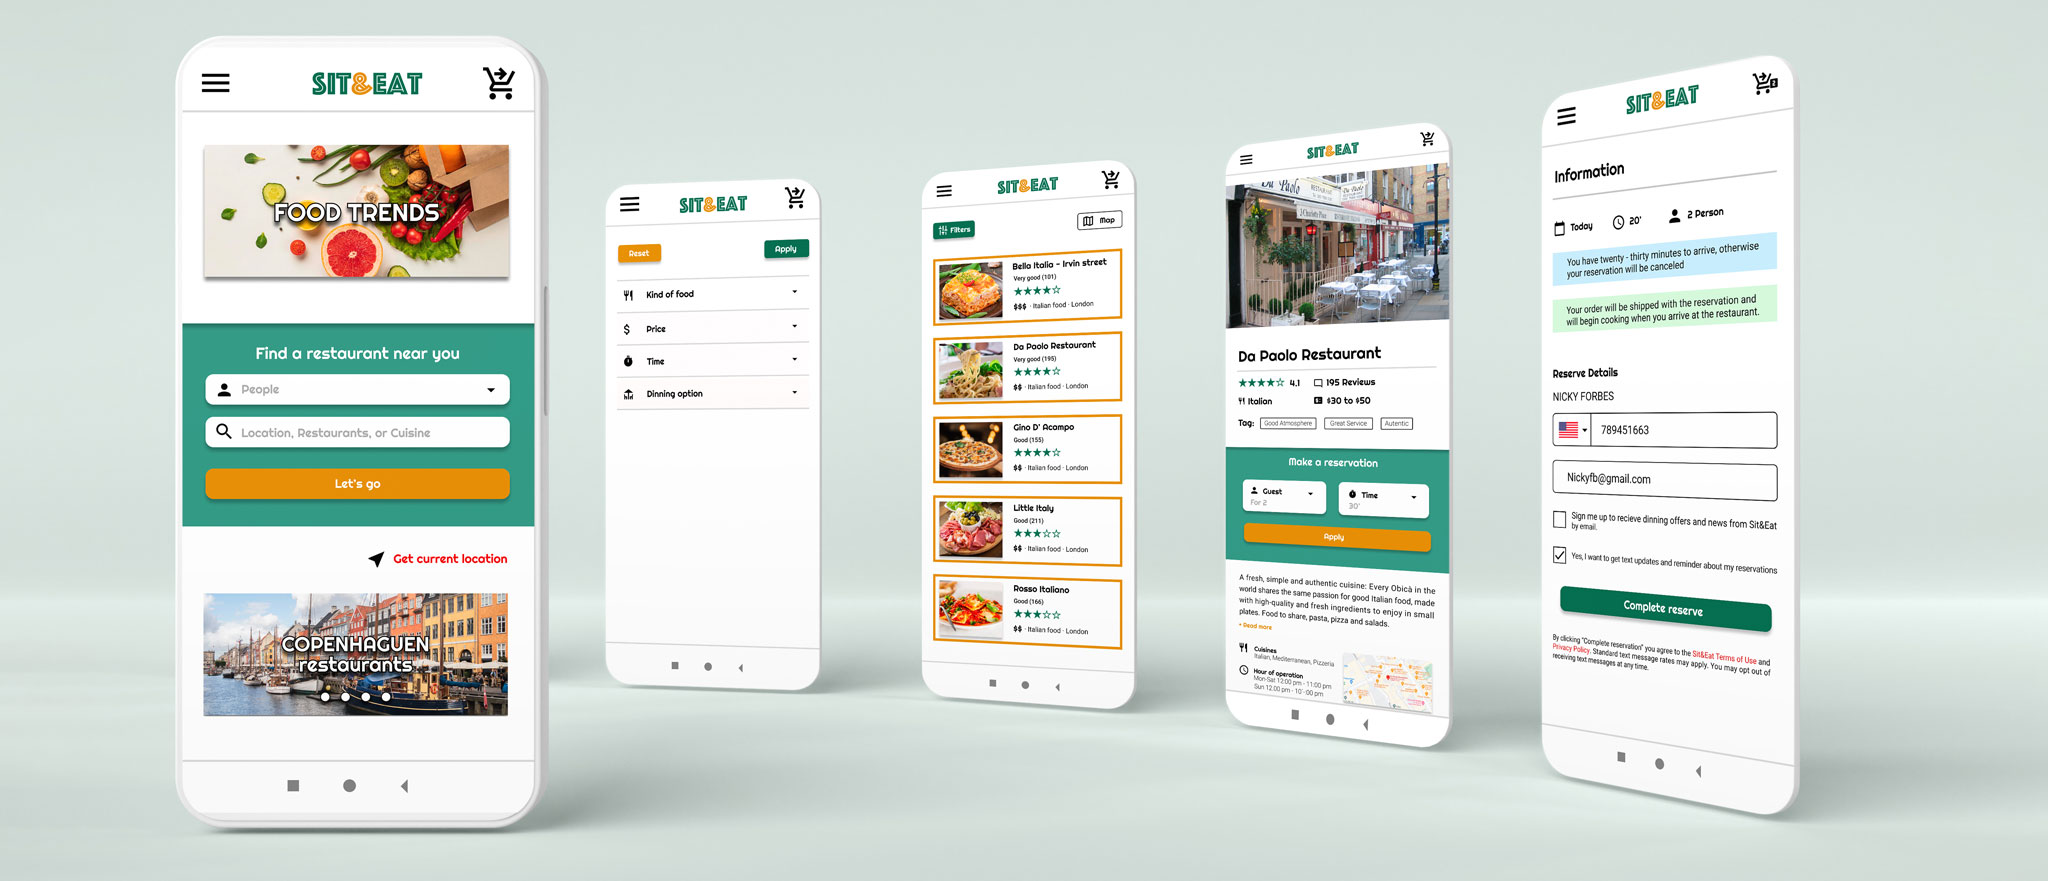 SIT&EAT
FOOD TRENDS
Find a restaurant near you
People
Location, Restaurants, or Cuisine
Let's go
Get current location
COPENHAGUEN
restaurants
SIT&EAT
Reset
Apply
Kind of food
Price
Time
Dinning option
SIT&EAT
Filters
Map
Bella Italia - Irvin street
Very good (101)
$$$ · Italian food · London
Da Paolo Restaurant
Very good (195)
$$ · Italian food · London
Gino D' Acampo
Good (155)
$$ · Italian food · London
Little Italy
Good (211)
$$ · Italian food · London
Rosso Italiano
Good (166)
$$ · Italian food · London
SIT&EAT
Da Paolo
RESTAURANT
Da Paolo
Da Paolo Restaurant
4.1
195 Reviews
Italian
$30 to $50
Tag:
Good Atmosphere
Great Service
Autentic
Make a reservation
Guest
For 2
Time
30'
Apply
A fresh, simple and authentic cuisine: Every Obicà in the
world shares the same passion for good Italian food, made
with high-quality and fresh ingredients to enjoy in small
plates. Food to share, pasta, pizza and salads.
+ Read more
Cuisines
Italian, Mediterranean, Pizzeria
Hour of operation
Mon-Sat 12:00 pm - 11:00 pm
Sun 12:00 pm - 10:00 pm
SIT&EAT
2
Information
Today
20'
2 Person
You have twenty - thirty minutes to arrive, otherwise
your reservation will be canceled
Your order will be shipped with the reservation and
will begin cooking when you arrive at the restaurant.
Reserve Details
NICKY FORBES
789451663
Nickyfb@gmail.com
Sign me up to recieve dinning offers and news from Sit&Eat
by email.
Yes, I want to get text updates and reminder about my reservations
Complete reserve
By clicking "Complete reservation" you agree to the Sit&Eat Terms of Use and
Privacy Policy. Standard text message rates may apply. You may opt out of
receiving text messages at any time.